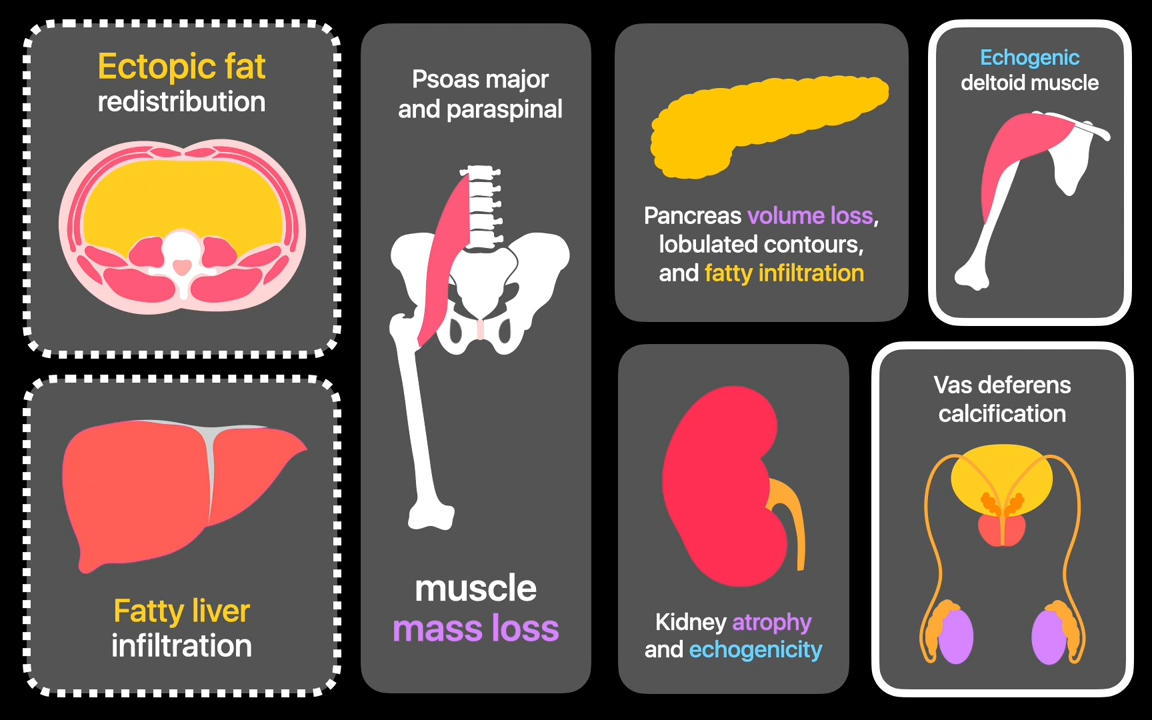 Ectopic fat
redistribution
Fatty liver
infiltration
Psoas major
and paraspinal
muscle
mass loss
Pancreas volume loss,
lobulated contours,
and fatty infiltration
Echogenic
deltoid muscle
Kidney atrophy
and echogenicity
Vas deferens
calcification